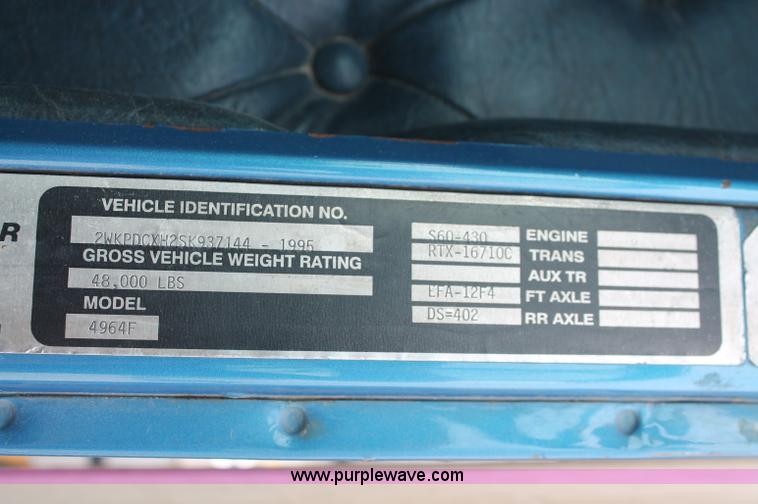 VEHICLE IDENTIFICATION NO.
2WKPDCXH2SK937144 - 1995
GROSS VEHICLE WEIGHT RATING
48,000 LBS
MODEL
4964F
S60-430 ENGINE
RTX-16710C TRANS
AUX TR
EFA-12F4 FT AXLE
DS=402 RR AXLE
R
www.purplewave.com